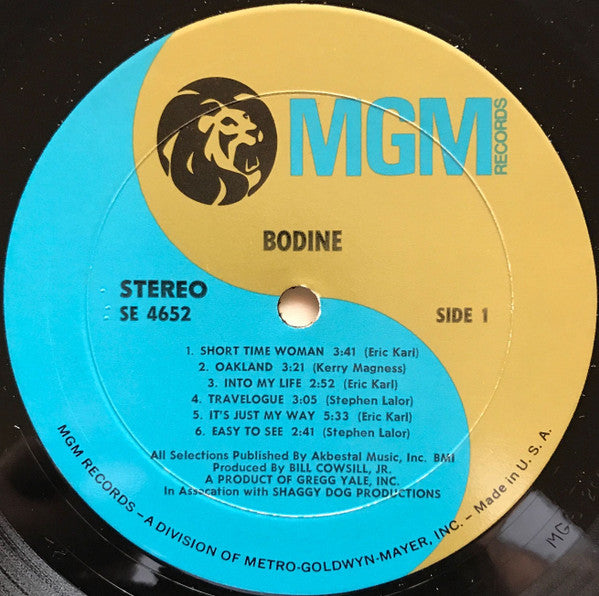 MGM
RECORDS
BODINE
STEREO
SE 4652
SIDE 1
1. SHORT TIME WOMAN 3:41 (Eric Karl)
2. OAKLAND 3:21 (Kerry Magness)
3. INTO MY LIFE 2:52 (Eric Karl)
4. TRAVELOGUE 3:05 (Stephen Lalor)
5. IT'S JUST MY WAY 5:33 (Eric Karl)
6. EASY TO SEE 2:41 (Stephen Lalor)
All Selections Published By Akbestal Music, Inc. BMI
Produced By BILL COWSILL, JR.
A PRODUCT OF GREGG YALE, INC.
In Assocation with SHAGGY DOG PRODUCTIONS
MGM RECORDS – A DIVISION OF METRO-GOLDWYN-MAYER, INC. – Made in U. S. A.
MG